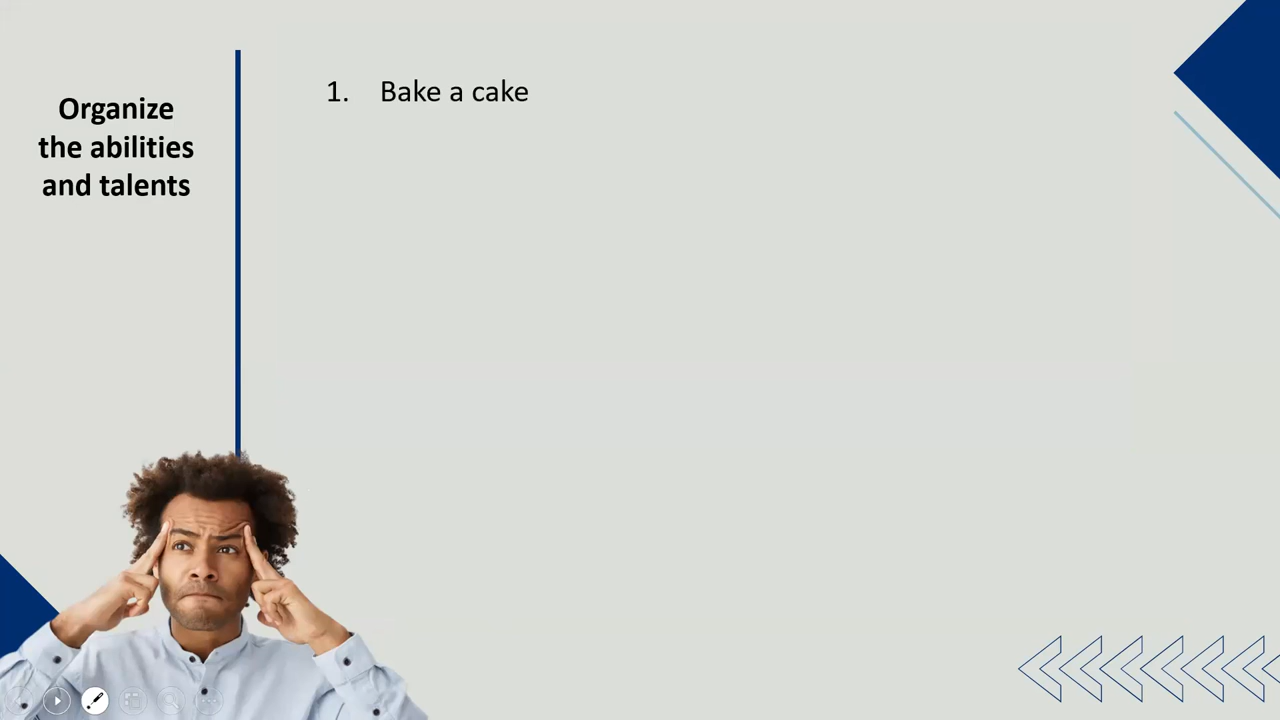 Organize
the abilities
and talents
1. Bake a cake